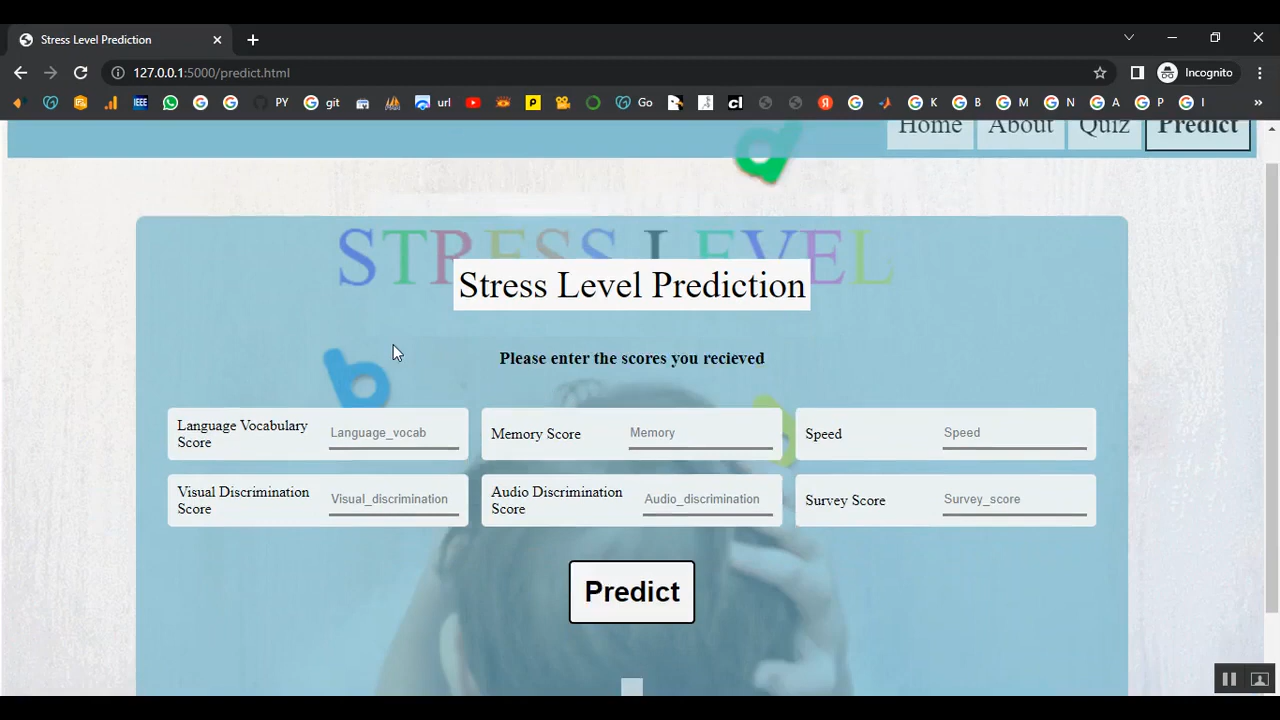 Stress Level Prediction
127.0.0.1:5000/predict.html
Incognito
IEEE
PY
git
url
Go
K
B
M
N
A
P
I
Home
About
Quiz
Predict
STRESS LEVEL
Stress Level Prediction
Please enter the scores you recieved
Language Vocabulary
Score
Language_vocab
Memory Score
Memory
Speed
Speed
Visual Discrimination
Score
Visual_discrimination
Audio Discrimination
Score
Audio_discrimination
Survey Score
Survey_score
Predict